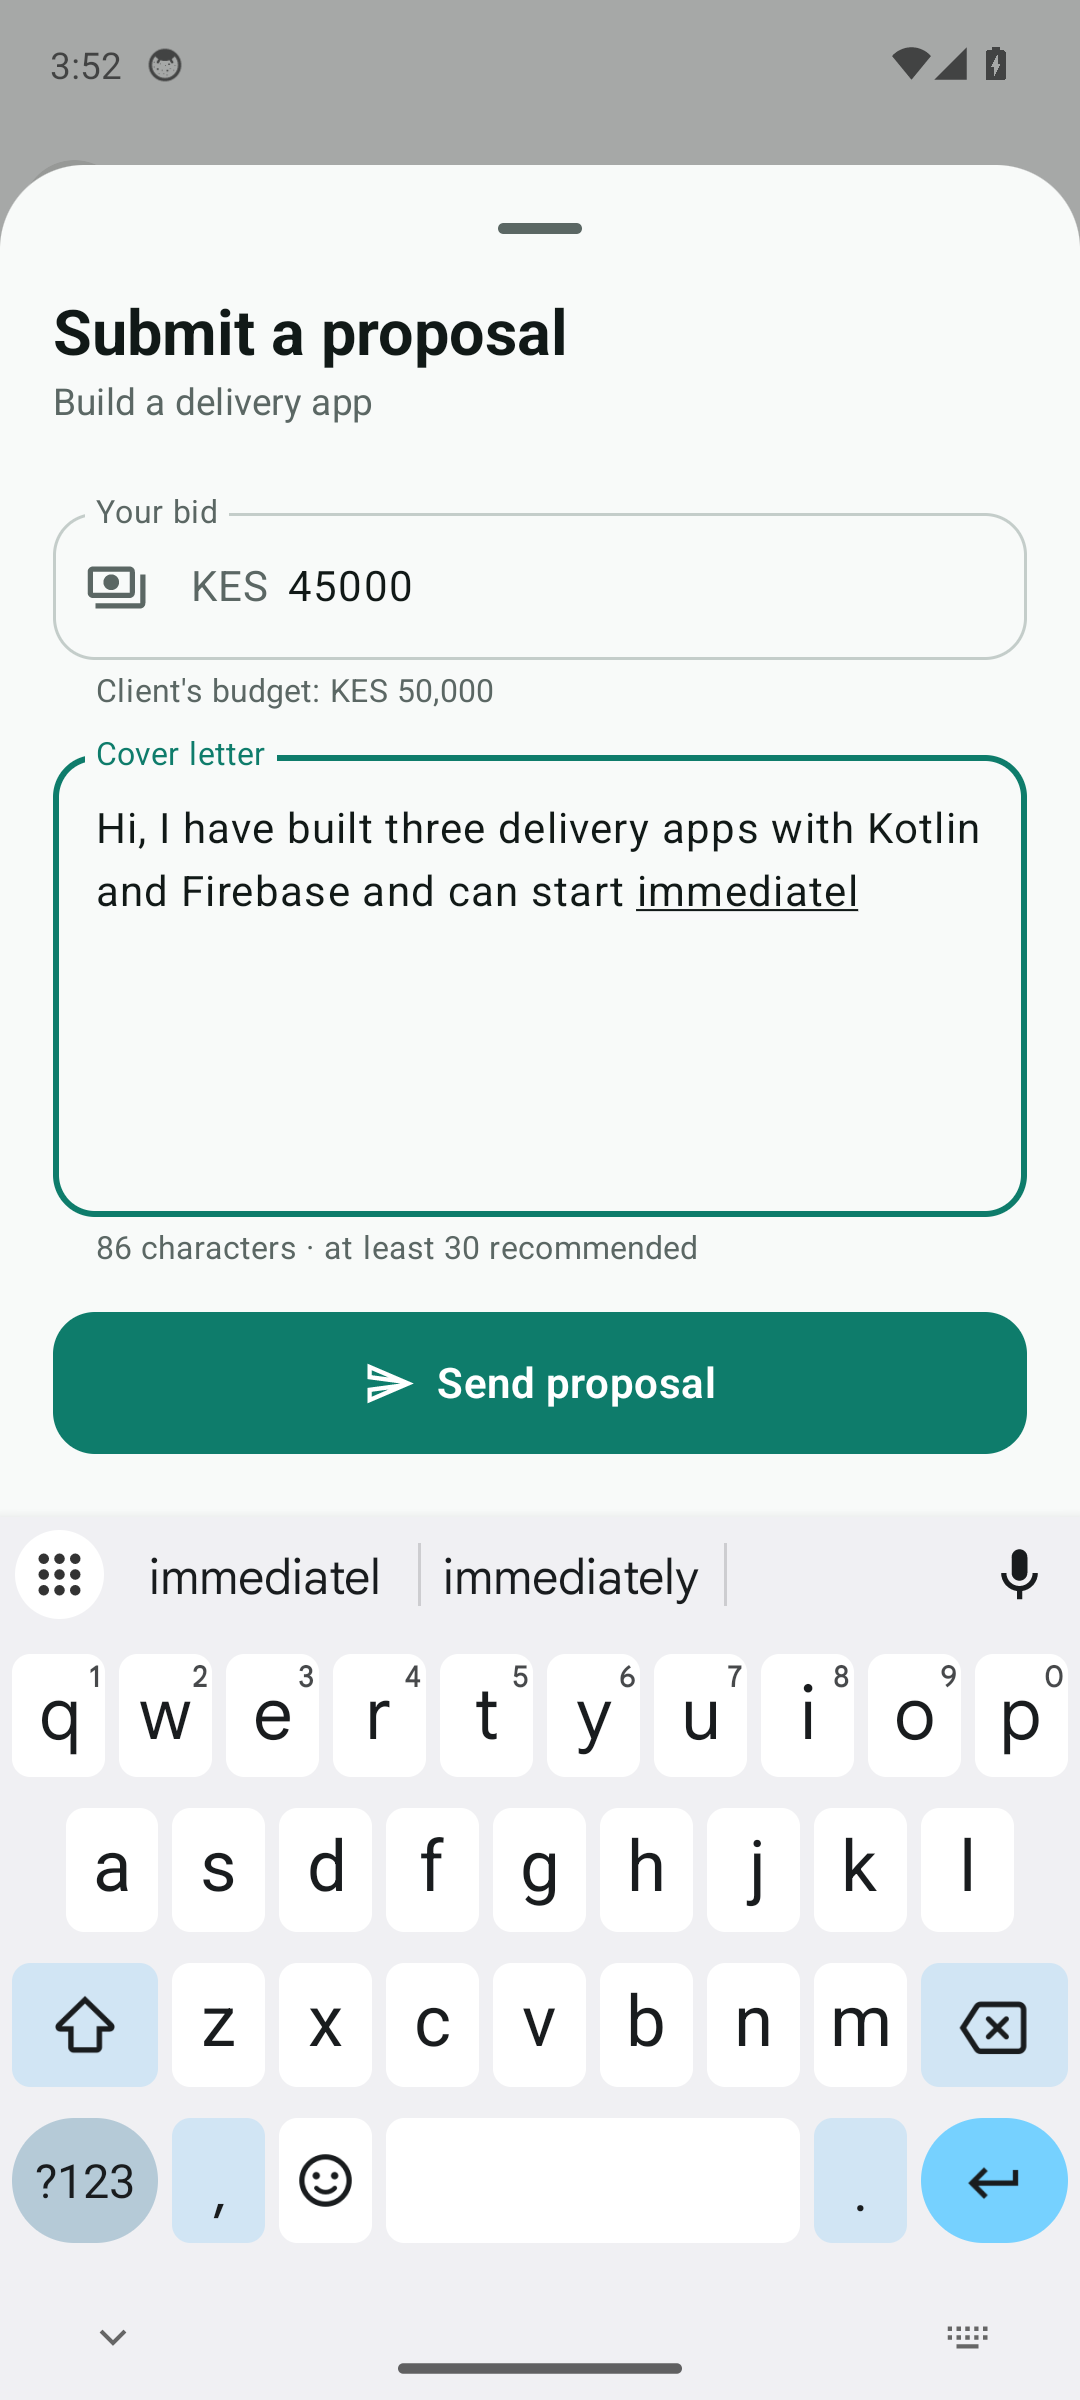 3:52
Submit a proposal
Build a delivery app
Your bid
KES 45000
Client's budget: KES 50,000
Cover letter
Hi, I have built three delivery apps with Kotlin
and Firebase and can start immediatel
86 characters · at least 30 recommended
Send proposal
immediatel immediately
q1 w2 e3 r4 t5 y6 u7 i8 o9 p0
a s d f g h j k l
z x c v b n m
?123 , .